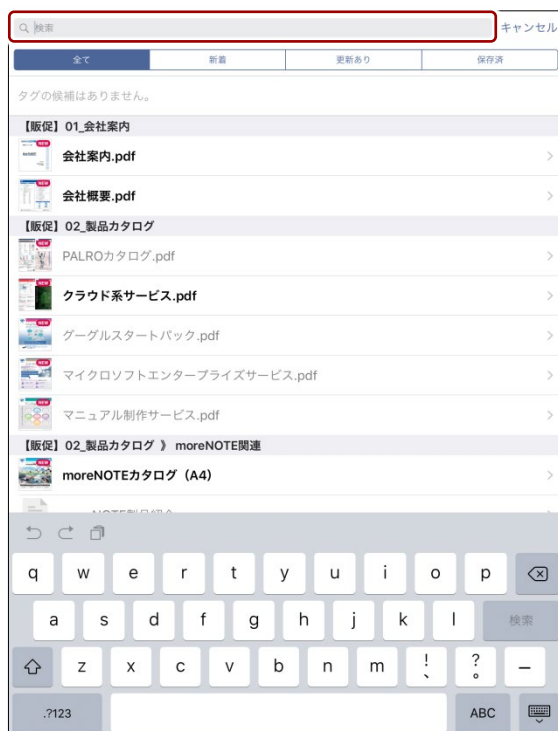 検索
キャンセル
全て 新着 更新あり 保存済
タグの候補はありません。
【販促】01_会社案内
NEW
会社案内.pdf
NEW
会社概要.pdf
【販促】02_製品カタログ
NEW
PALROカタログ.pdf
NEW
クラウド系サービス.pdf
NEW
グーグルスタートパック.pdf
NEW
マイクロソフトエンタープライズサービス.pdf
NEW
マニュアル制作サービス.pdf
【販促】02_製品カタログ 》 moreNOTE関連
NEW
moreNOTEカタログ（A4）
q w e r t y u i o p
a s d f g h j k l 検索
z x c v b n m ! 、 ? 。 _
.?123 ABC